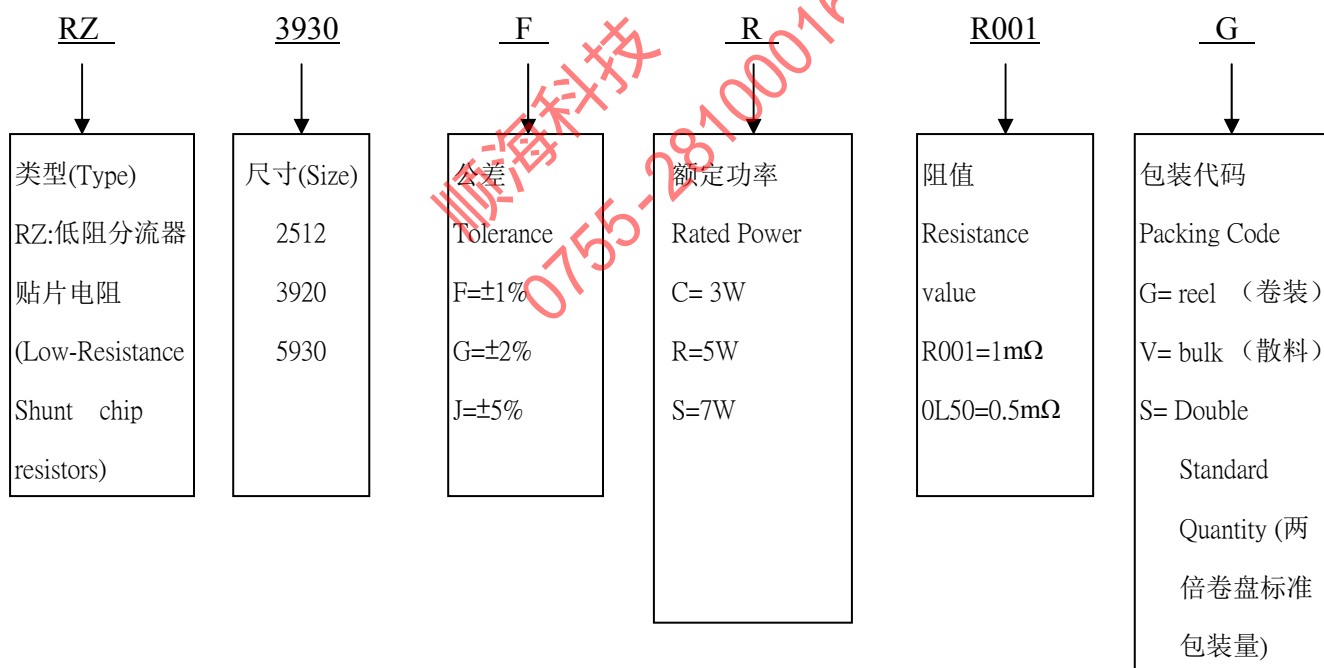 RZ 3930 F R R001 G
类型(Type)
RZ:低阻分流器
贴片电阻
(Low-Resistance
Shunt chip
resistors)
尺寸(Size)
2512
3920
5930
公差
Tolerance
F=±1%
G=±2%
J=±5%
额定功率
Rated Power
C= 3W
R=5W
S=7W
阻值
Resistance
value
R001=1mΩ
0L50=0.5mΩ
包装代码
Packing Code
G= reel （卷装）
V= bulk （散料）
S= Double
Standard
Quantity (两
倍卷盘标准
包装量)
顺海科技
0755-28100016